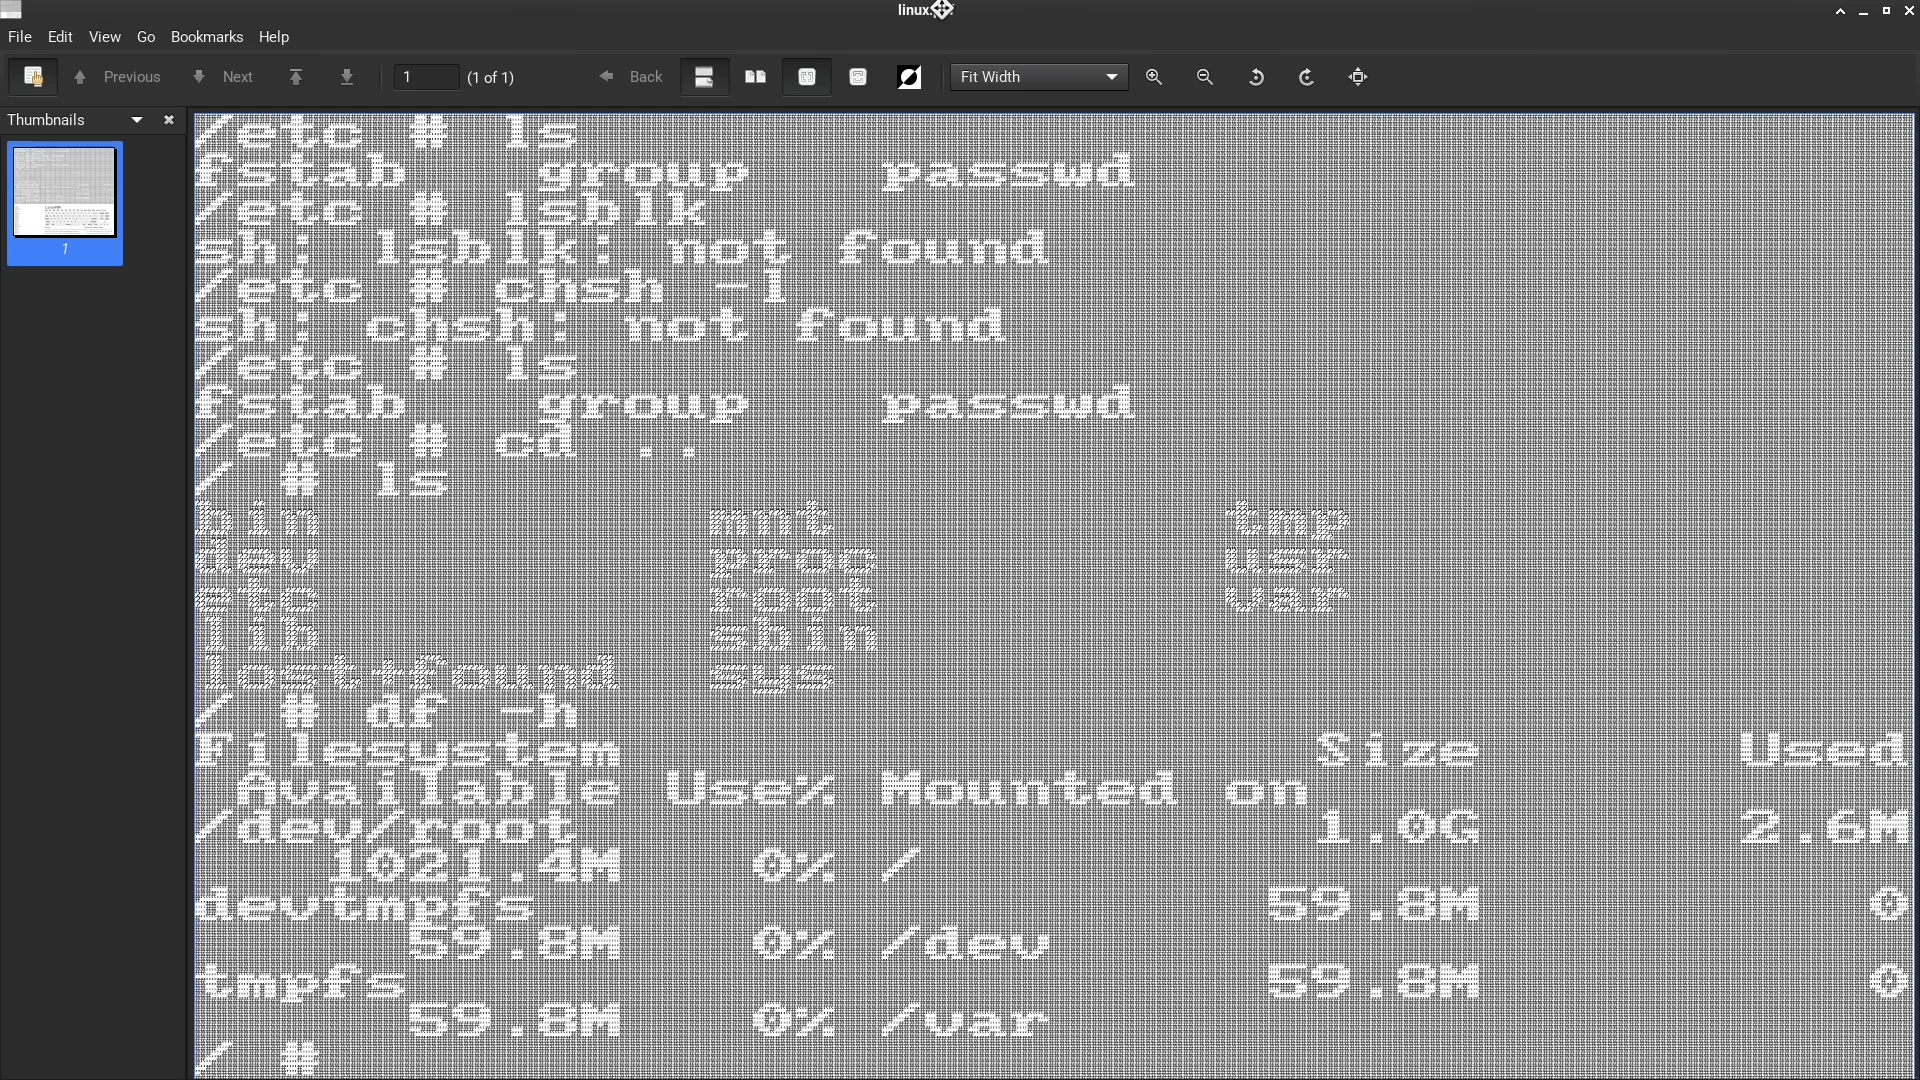 linux.
File Edit View Go Bookmarks Help
Previous Next 1 (1 of 1) Back Fit Width
Thumbnails
1
/etc # ls
fstab group passwd
/etc # lsblk
sh: lsblk: not found
/etc # chsh -l
sh: chsh: not found
/etc # ls
fstab group passwd
/etc # cd ..
/ # ls
bin mnt tmp
dev proc usr
etc root var
lib sbin
lost+found sys
/ # df -h
Filesystem Size Used
Available Use% Mounted on
/dev/root 1.0G 2.6M
1021.4M 0% /
devtmpfs 59.8M 0
59.8M 0% /dev
tmpfs 59.8M 0
59.8M 0% /var
/ #